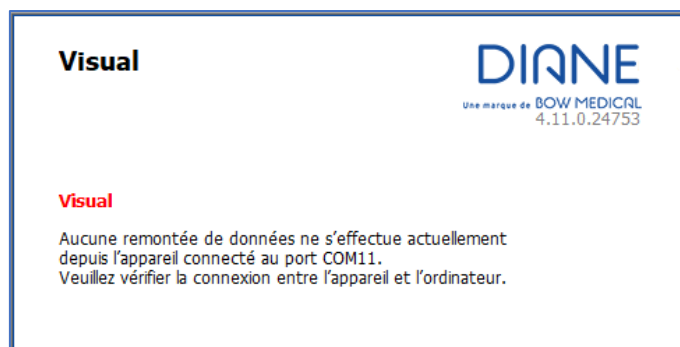 Visual
DIANE
Une marque de BOW MEDICAL
4.11.0.24753
Visual
Aucune remontée de données ne s’effectue actuellement
depuis l’appareil connecté au port COM11.
Veuillez vérifier la connexion entre l’appareil et l’ordinateur.